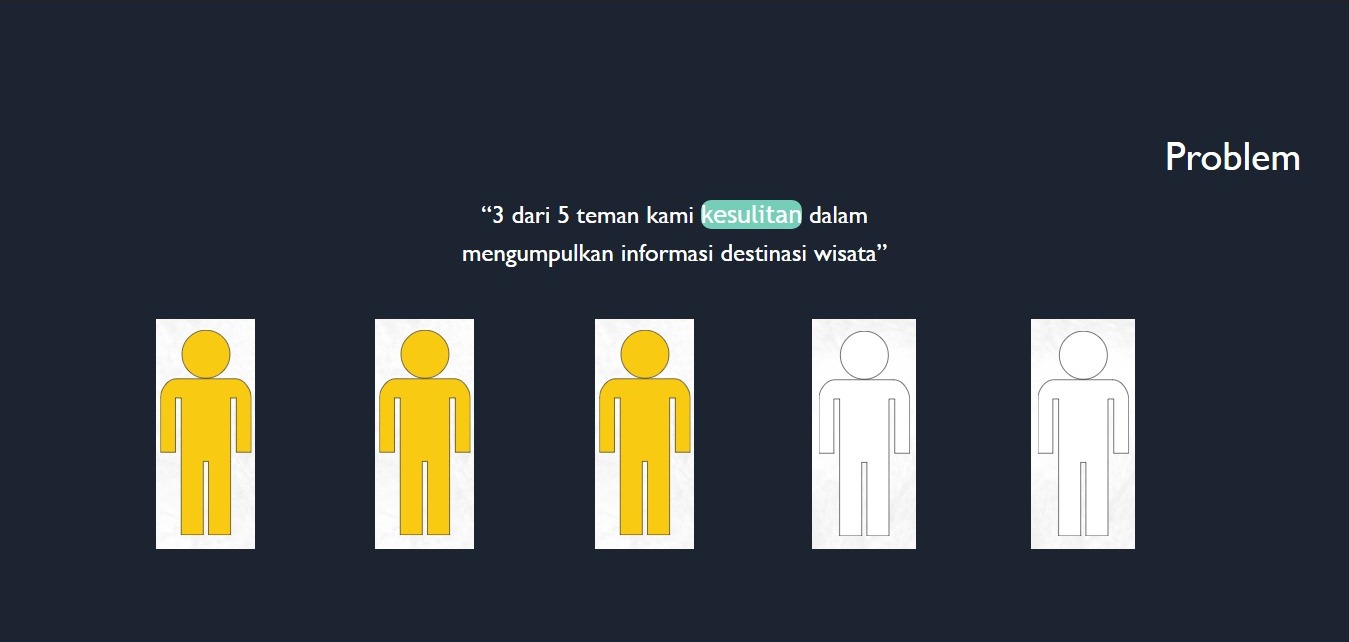 Problem
“3 dari 5 teman kami kesulitan dalam
mengumpulkan informasi destinasi wisata”